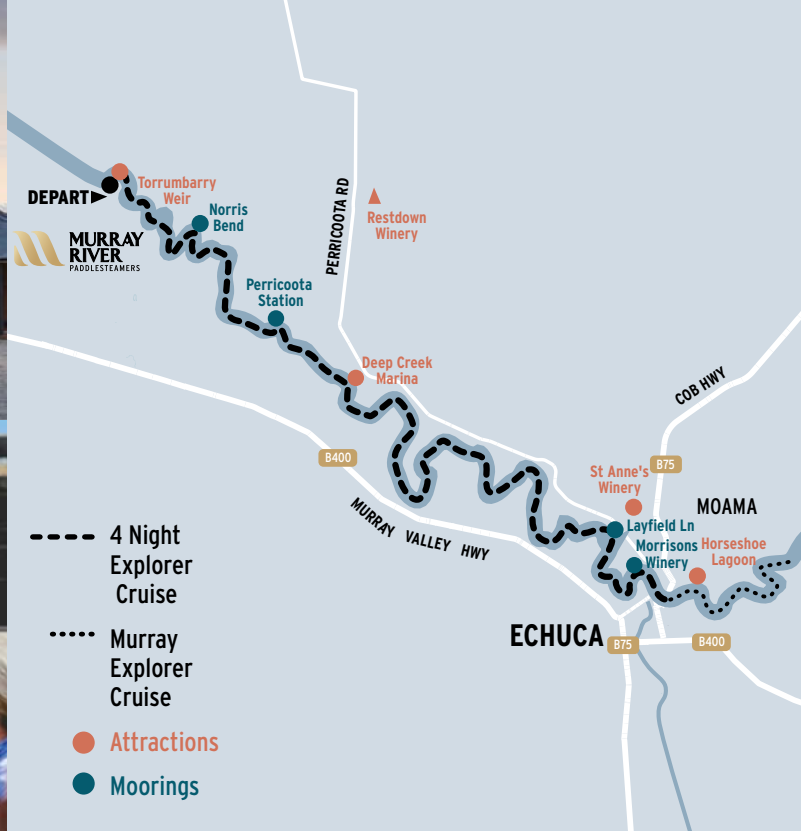 Torrumbarry
Weir
DEPART
Norris
Bend
MURRAY
RIVER
PADDLESTEAMERS
PERRICOOTA RD
Restdown
Winery
Perricoota
Station
Deep Creek
Marina
COB HWY
B400
B75
St Anne's
Winery
MOAMA
MURRAY VALLEY HWY
Layfield Ln
Morrisons
Winery
Horseshoe
Lagoon
ECHUCA
B75
B400
4 Night
Explorer
Cruise
Murray
Explorer
Cruise
Attractions
Moorings